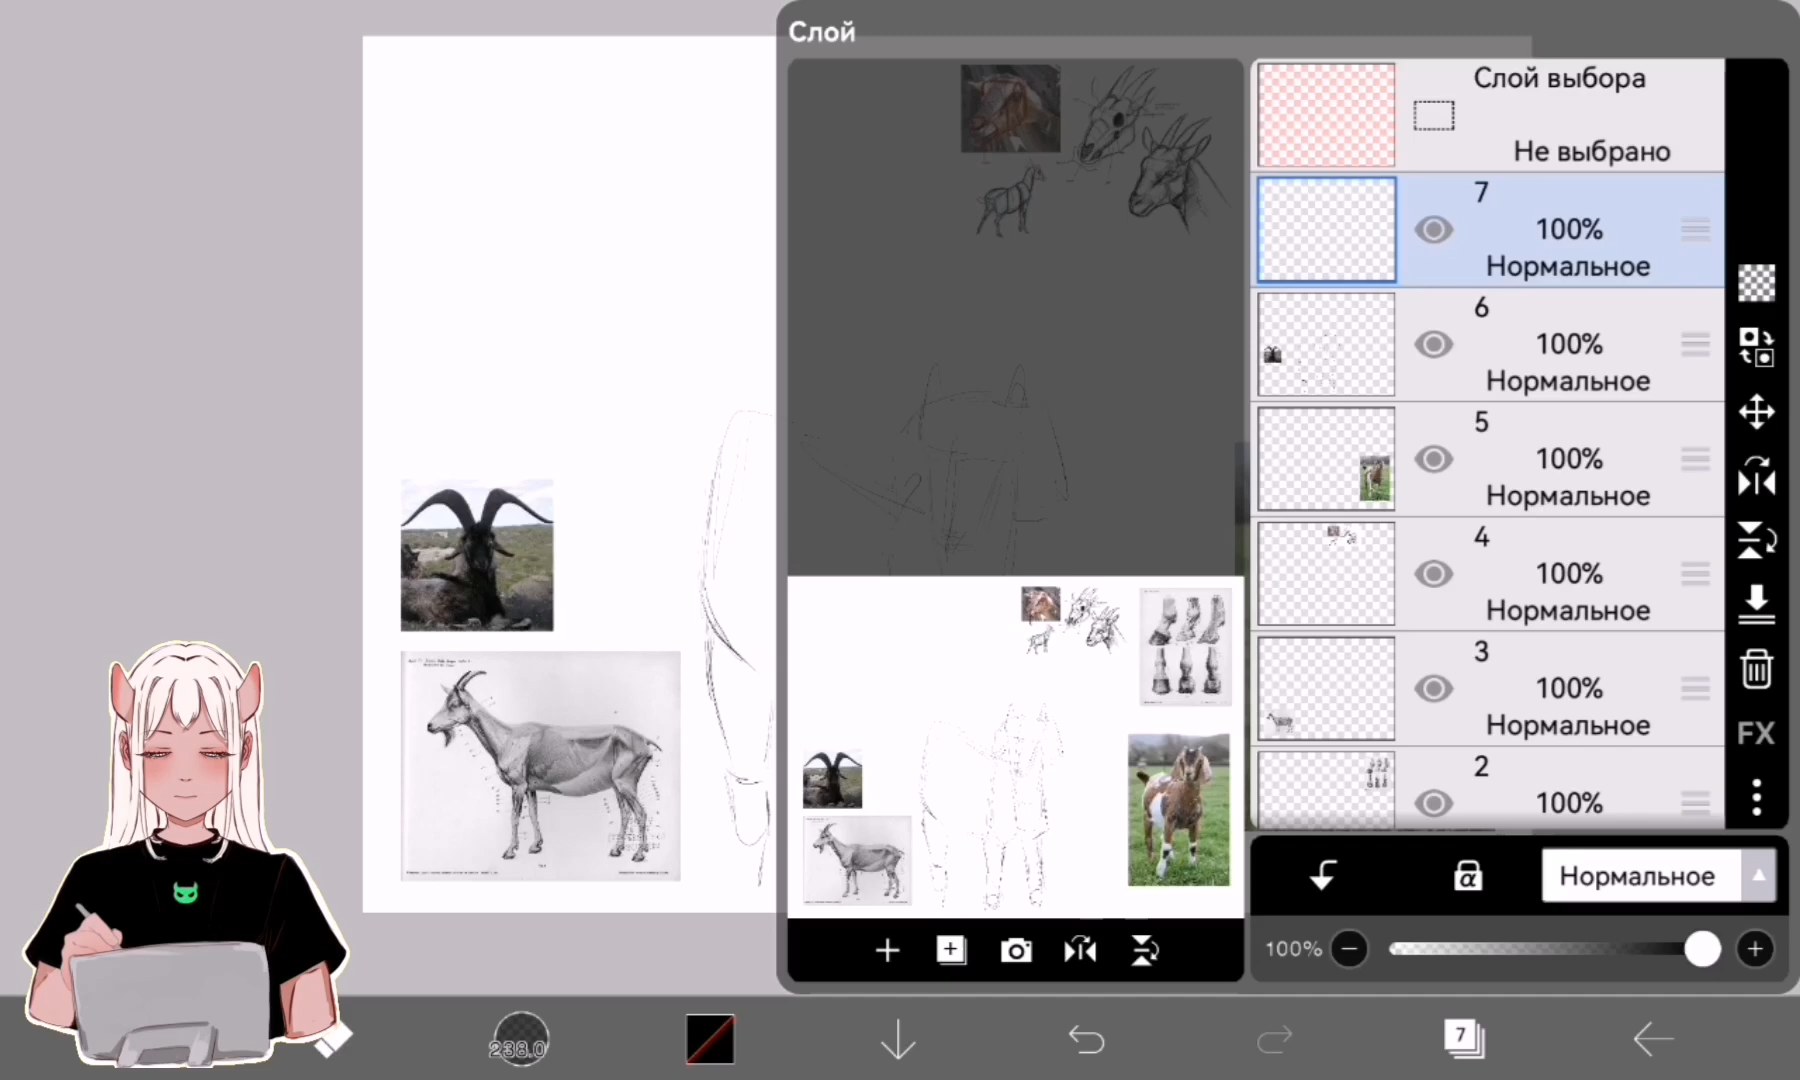 Слой
Слой выбора
Не выбрано
7
100%
Нормальное
6
100%
Нормальное
5
100%
Нормальное
4
100%
Нормальное
3
100%
Нормальное
2
100%
FX
α
Нормальное
100%
238.0
7